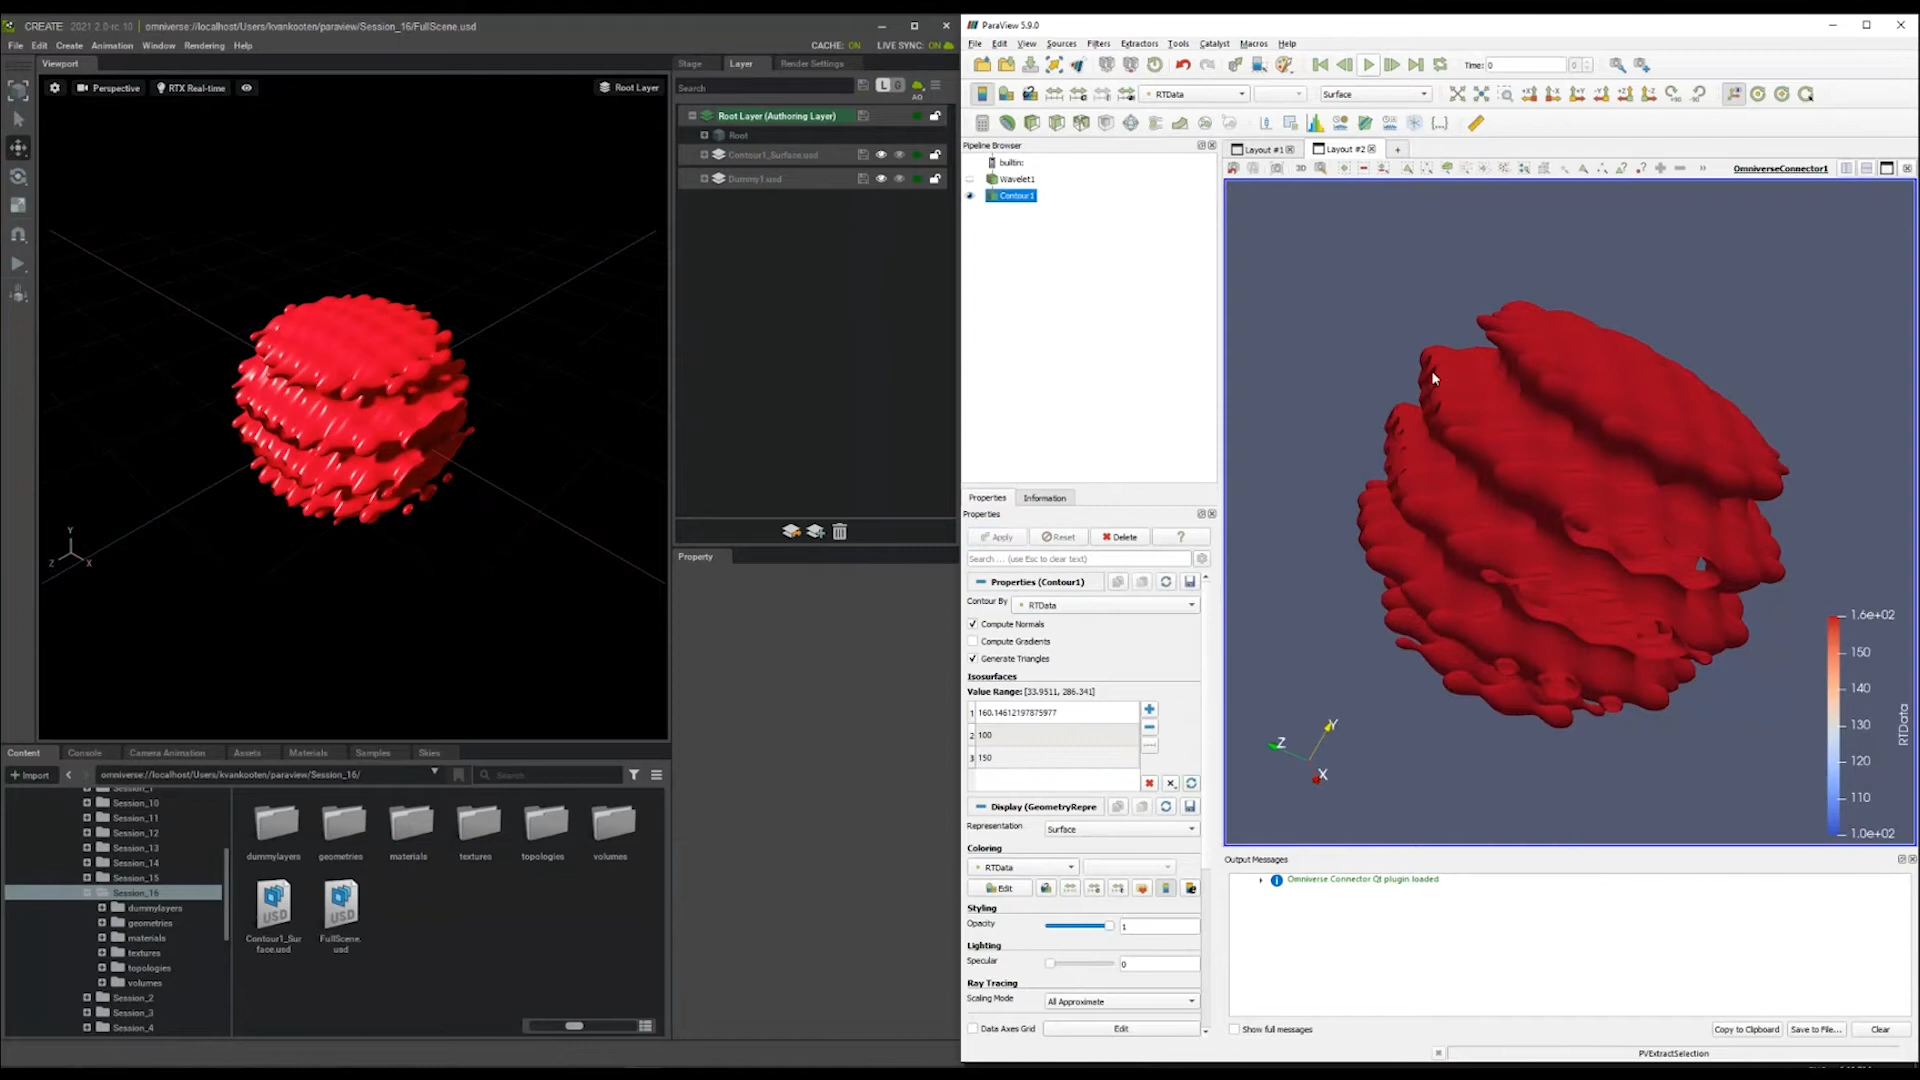 CREATE 2021.2.0-rc.10 omniverse://localhost/Users/kvankooten/paraview/Session_16/FullScene.usd
File Edit Create Animation Window Rendering Help
CACHE: ON LIVE SYNC: ON
Viewport
Perspective RTX Real-time
Root Layer
Y
Z
X
Stage Layer Render Settings
Search
L G
AO
Root Layer (Authoring Layer)
Root
Contour1_Surface.usd
Dummy1.usd
Property
Content Console Camera Animation Assets Materials Samples Skies
Import omniverse://localhost/Users/kvankooten/paraview/Session_16/ Search
Session_1
Session_10
Session_11
Session_12
Session_13
Session_14
Session_15
Session_16
dummylayers
geometries
materials
textures
topologies
volumes
Session_2
Session_3
Session_4
dummylayers geometries materials textures topologies volumes
USD USD
Contour1_Sur
face.usd
FullScene.
usd
ParaView 5.9.0
File Edit View Sources Filters Extractors Tools Catalyst Macros Help
Time: 0 0
RTData Surface
Pipeline Browser
builtin:
Wavelet1
Contour1
Layout #1 Layout #2 +
3D OmniverseConnector1
Properties Information
Properties
Apply Reset Delete ?
Search ... (use Esc to clear text)
Properties (Contour1)
Contour By RTData
Compute Normals
Compute Gradients
Generate Triangles
Isosurfaces
Value Range: [33.9511, 286.341]
1 160.14612197875977
2 100
3 150
Display (GeometryRepre
Representation Surface
Coloring
RTData
Edit
Styling
Opacity 1
Lighting
Specular 0
Ray Tracing
Scaling Mode All Approximate
Data Axes Grid Edit
Y
Z
X
1.6e+02
150
140
130
120
110
1.0e+02
RTData
Output Messages
Omniverse Connector Qt plugin loaded
Show full messages Copy to Clipboard Save to File... Clear
PVExtractSelection